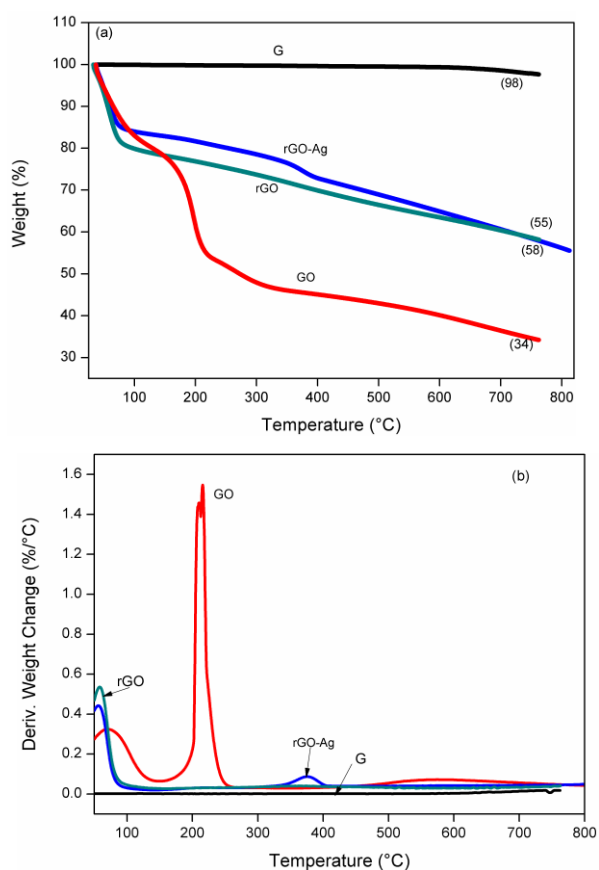 (a)
Weight (%)
100
90
80
70
60
50
40
30
G
(98)
rGO-Ag
rGO
(55)
(58)
GO
(34)
100 200 300 400 500 600 700 800
Temperature (°C)
(b)
Deriv. Weight Change (%/°C)
1.6
1.4
1.2
1.0
0.8
0.6
0.4
0.2
0.0
GO
rGO
rGO-Ag
G
100 200 300 400 500 600 700 800
Temperature (°C)